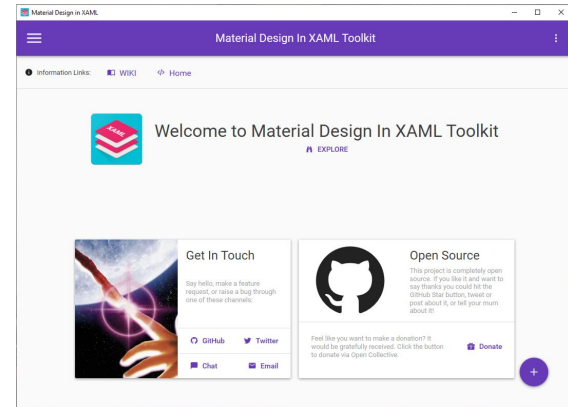 Material Design in XAML
Material Design In XAML Toolkit
Information Links:
WIKI
Home
XAML
Welcome to Material Design In XAML Toolkit
EXPLORE
Get In Touch
Say hello, make a feature
request, or raise a bug through
one of these channels:
GitHub
Twitter
Chat
Email
Open Source
This project is completely open
source. If you like it and want to
say thanks you could hit the
GitHub Star button, tweet or
post about it, or tell your mum
about it!
Feel like you want to make a donation? It
would be gratefully received. Click the button
to donate via Open Collective.
Donate